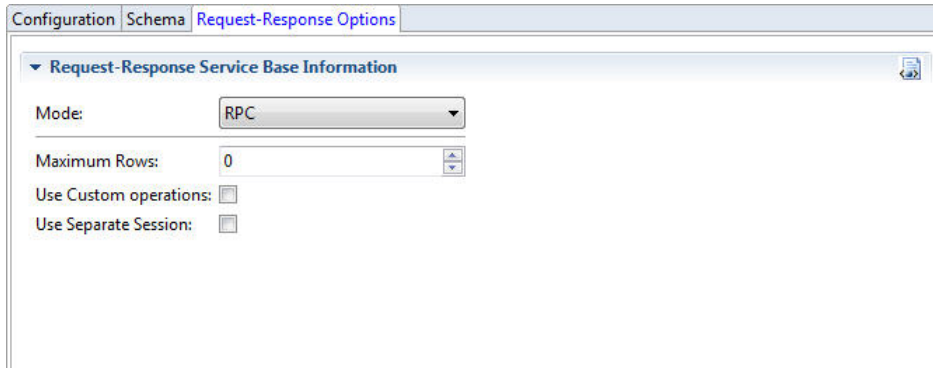 Configuration Schema Request-Response Options
Request-Response Service Base Information
Mode: RPC
Maximum Rows: 0
Use Custom operations:
Use Separate Session: